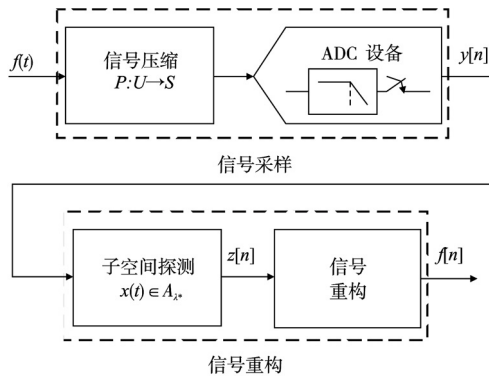 f(t)
信号压缩
P:U→S
ADC 设备
y[n]
信号采样
子空间探测
x(t)∈Aλ*
z[n]
信号
重构
f[n]
信号重构